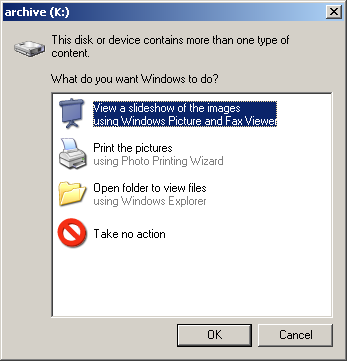 archive (K:)
This disk or device contains more than one type of
content.
What do you want Windows to do?
View a slideshow of the images
using Windows Picture and Fax Viewer
Print the pictures
using Photo Printing Wizard
Open folder to view files
using Windows Explorer
Take no action
OK
Cancel